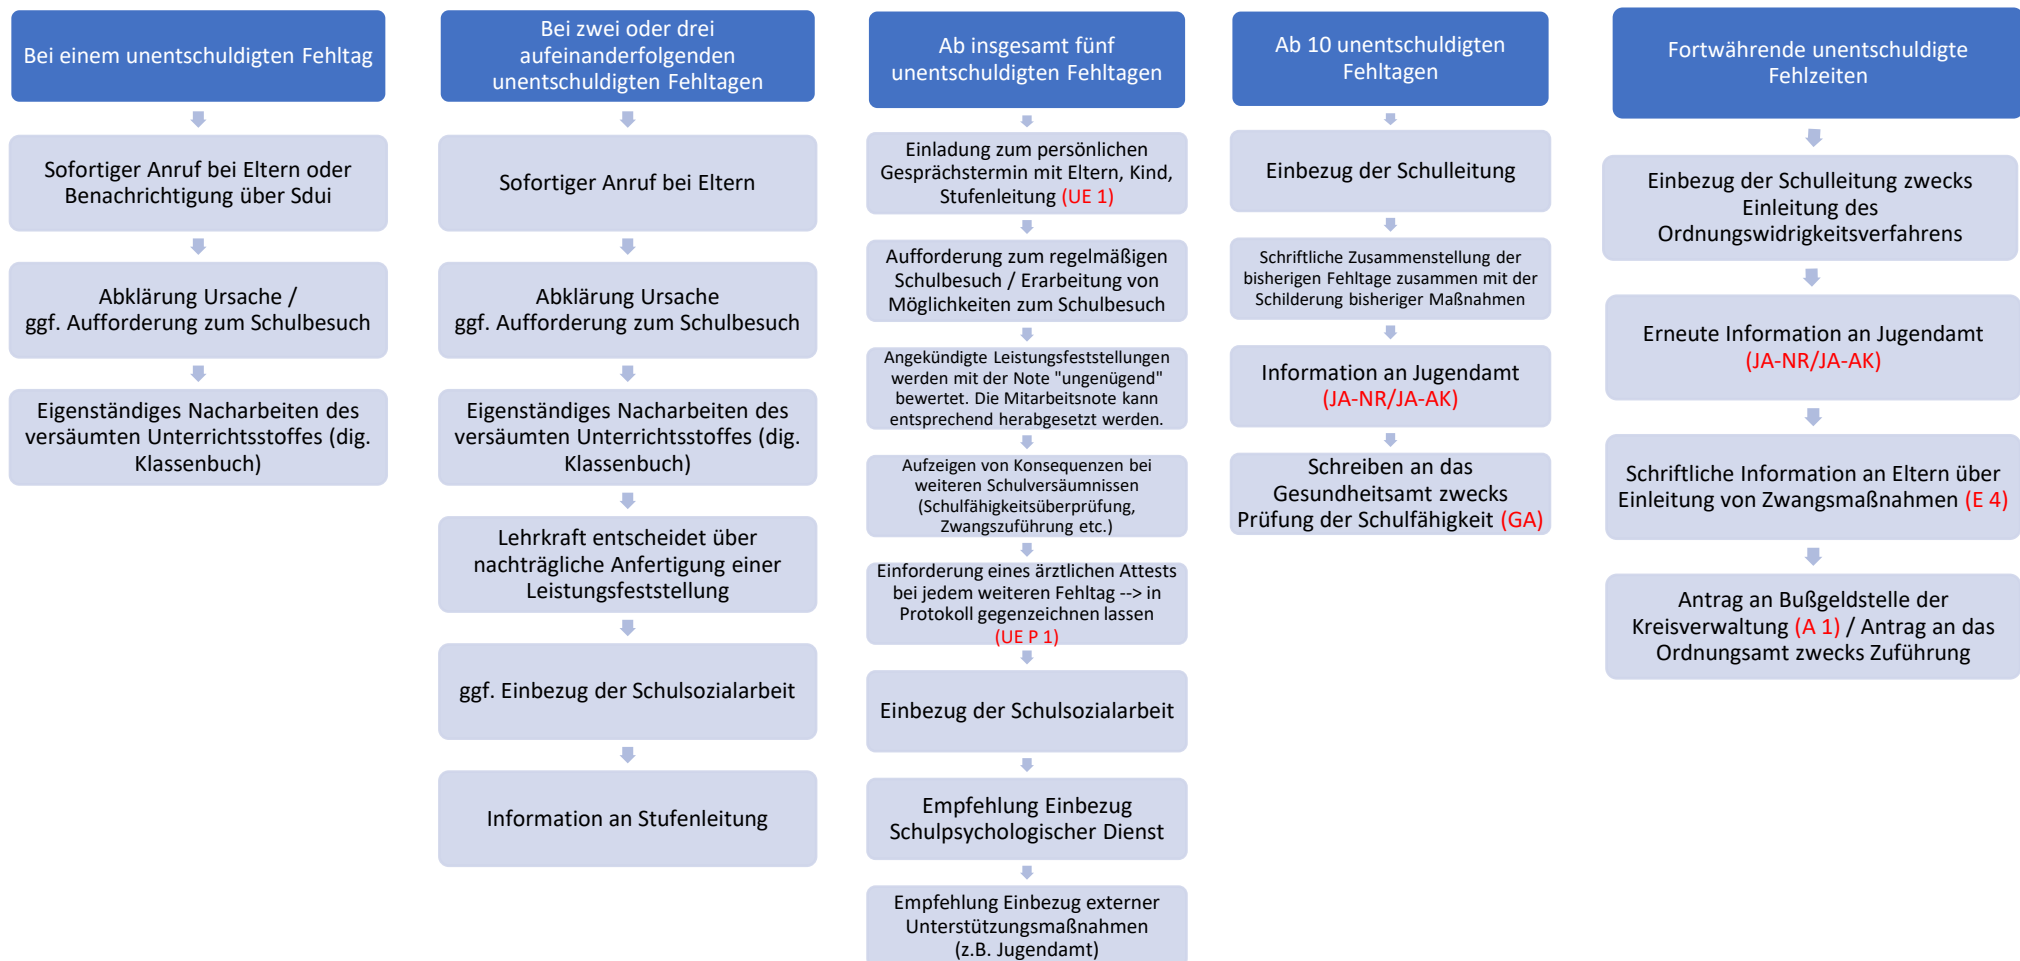 Bei einem unentschuldigten Fehltag
Sofortiger Anruf bei Eltern oder
Benachrichtigung über Sdui
Abklärung Ursache /
ggf. Aufforderung zum Schulbesuch
Eigenständiges Nacharbeiten des
versäumten Unterrichtsstoffes (dig.
Klassenbuch)
Bei zwei oder drei
aufeinanderfolgenden
unentschuldigten Fehltagen
Sofortiger Anruf bei Eltern
Abklärung Ursache
ggf. Aufforderung zum Schulbesuch
Eigenständiges Nacharbeiten des
versäumten Unterrichtsstoffes (dig.
Klassenbuch)
Lehrkraft entscheidet über
nachträgliche Anfertigung einer
Leistungsfeststellung
ggf. Einbezug der Schulsozialarbeit
Information an Stufenleitung
Ab insgesamt fünf
unentschuldigten Fehltagen
Einladung zum persönlichen
Gesprächstermin mit Eltern, Kind,
Stufenleitung (UE 1)
Aufforderung zum regelmäßigen
Schulbesuch / Erarbeitung von
Möglichkeiten zum Schulbesuch
Angekündigte Leistungsfeststellungen
werden mit der Note "ungenügend"
bewertet. Die Mitarbeitsnote kann
entsprechend herabgesetzt werden.
Aufzeigen von Konsequenzen bei
weiteren Schulversäumnissen
(Schulfähigkeitsüberprüfung,
Zwangszuführung etc.)
Einforderung eines ärztlichen Attests
bei jedem weiteren Fehltag --> in
Protokoll gegenzeichnen lassen
(UE P 1)
Einbezug der Schulsozialarbeit
Empfehlung Einbezug
Schulpsychologischer Dienst
Empfehlung Einbezug externer
Unterstützungsmaßnahmen
(z.B. Jugendamt)
Ab 10 unentschuldigten
Fehltagen
Einbezug der Schulleitung
Schriftliche Zusammenstellung der
bisherigen Fehltage zusammen mit der
Schilderung bisheriger Maßnahmen
Information an Jugendamt
(JA-NR/JA-AK)
Schreiben an das
Gesundheitsamt zwecks
Prüfung der Schulfähigkeit (GA)
Fortwährende unentschuldigte
Fehlzeiten
Einbezug der Schulleitung zwecks
Einleitung des
Ordnungswidrigkeitsverfahrens
Erneute Information an Jugendamt
(JA-NR/JA-AK)
Schriftliche Information an Eltern über
Einleitung von Zwangsmaßnahmen (E 4)
Antrag an Bußgeldstelle der
Kreisverwaltung (A 1) / Antrag an das
Ordnungsamt zwecks Zuführung